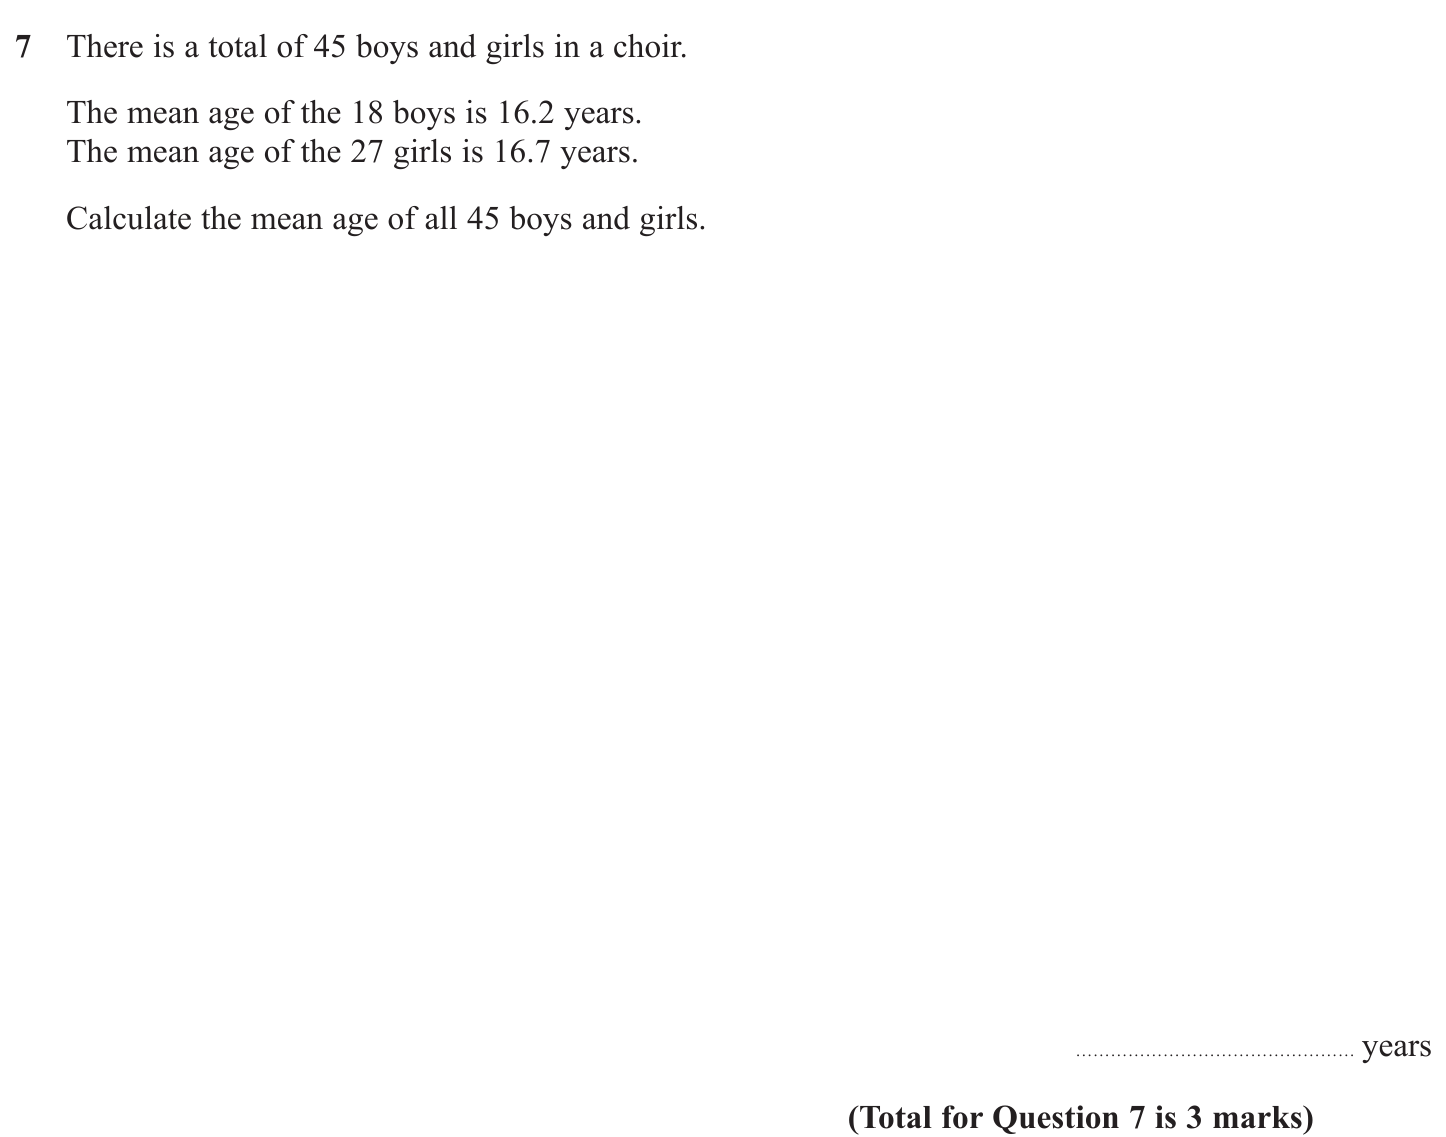 7 There is a total of 45 boys and girls in a choir.
The mean age of the 18 boys is 16.2 years.
The mean age of the 27 girls is 16.7 years.
Calculate the mean age of all 45 boys and girls.
................................................ years
(Total for Question 7 is 3 marks)